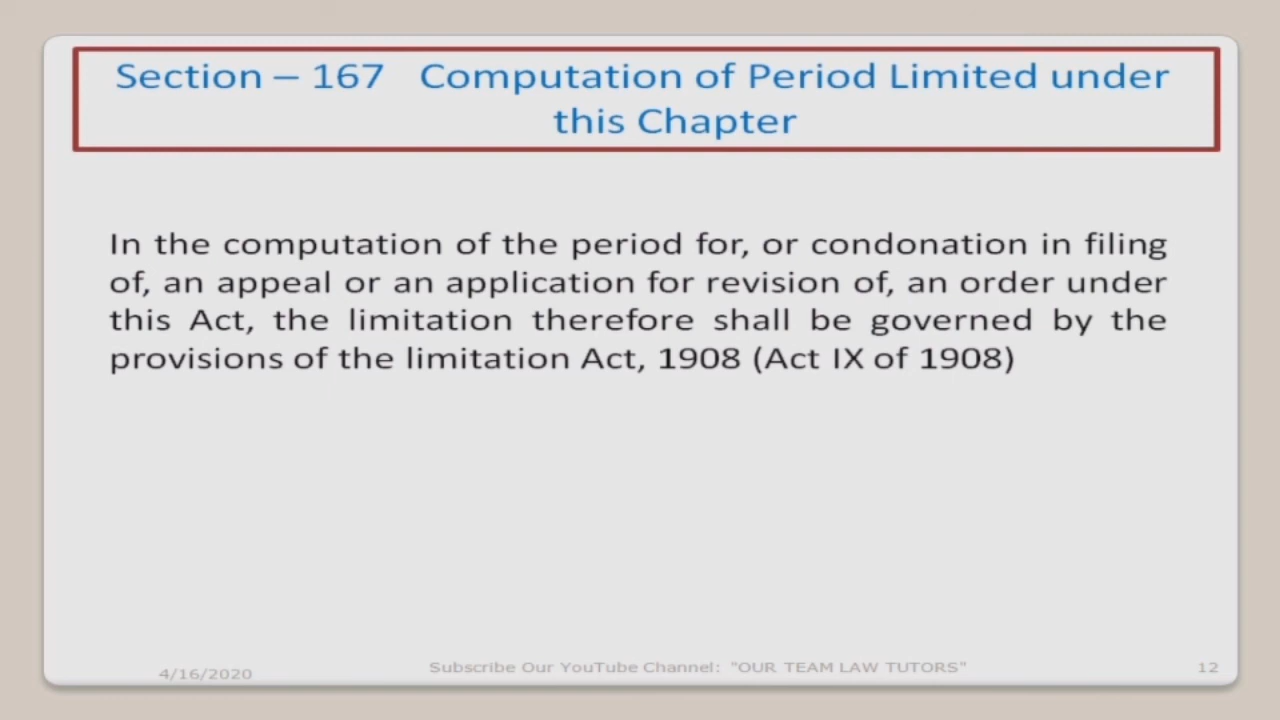 Section – 167   Computation of Period Limited under
this Chapter
In the computation of the period for, or condonation in filing
of, an appeal or an application for revision of, an order under
this Act, the limitation therefore shall be governed by the
provisions of the limitation Act, 1908 (Act IX of 1908)
4/16/2020
Subscribe Our YouTube Channel:  "OUR TEAM LAW TUTORS"
12